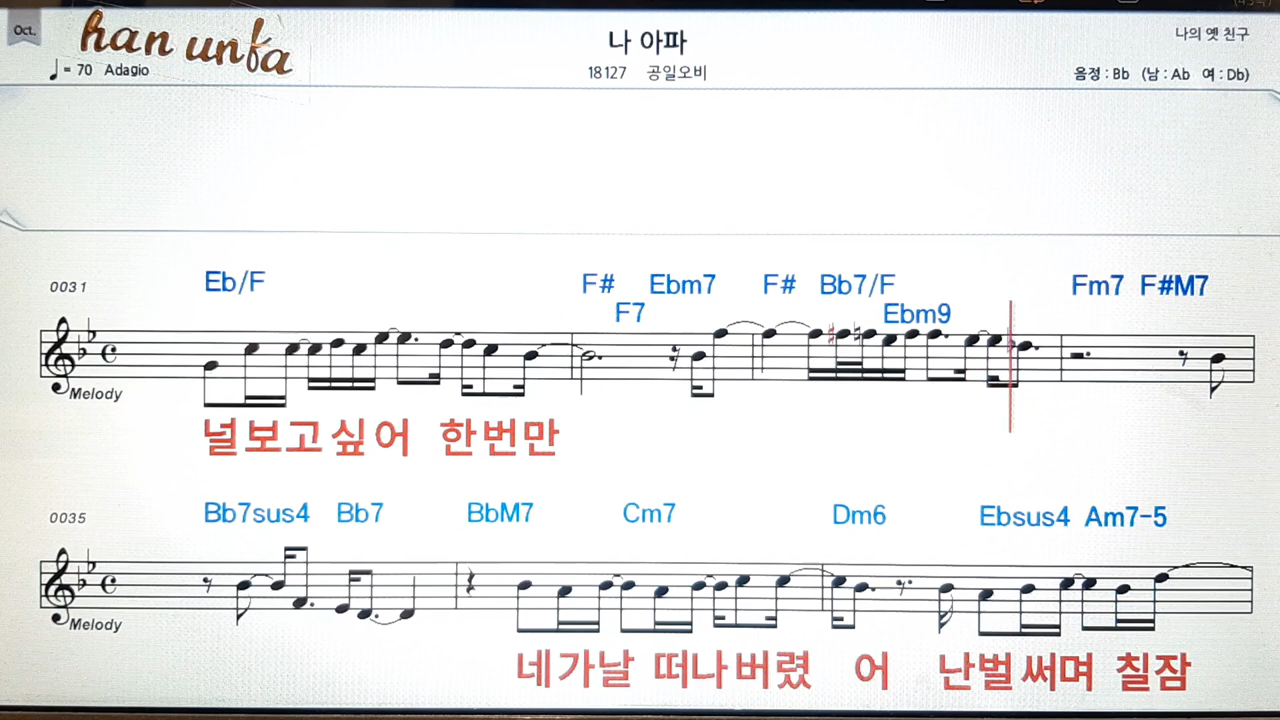 Oct.
han unfa
= 70 Adagio
나 아파
18127 공일오비
나의 옛 친구
음정 : Bb (남 : Ab 여 : Db)
0031
Eb/F F# Ebm7 F# Bb7/F Fm7 F#M7
F7 Ebm9
Melody
널보고싶어 한번만
0035
Bb7sus4 Bb7 BbM7 Cm7 Dm6 Ebsus4 Am7-5
Melody
네가날 떠나버렸 어 난벌써며 칠잠